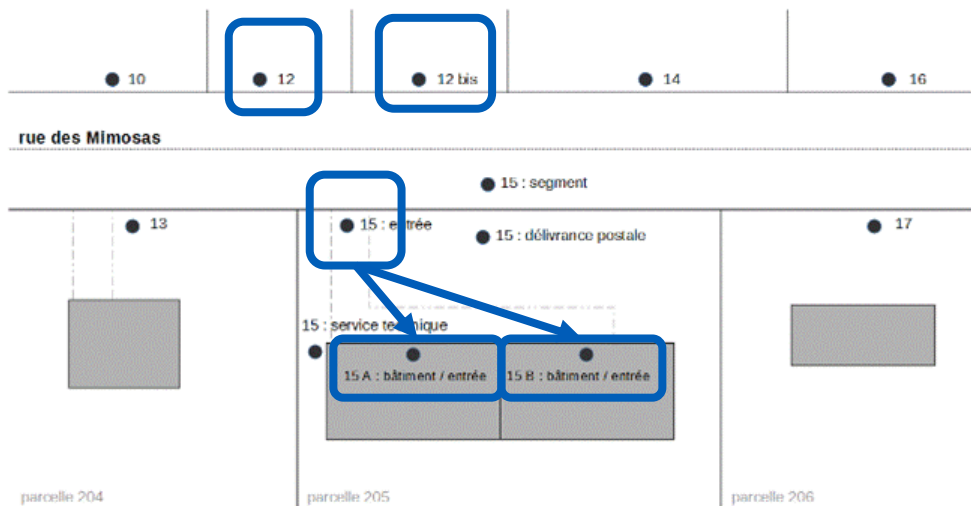 10
12
12 bis
14
16
rue des Mimosas
15 : segment
13
15 : entrée
15 : délivrance postale
17
15 : service technique
15 A : bâtiment / entrée
15 B : bâtiment / entrée
parcelle 204
parcelle 205
parcelle 206